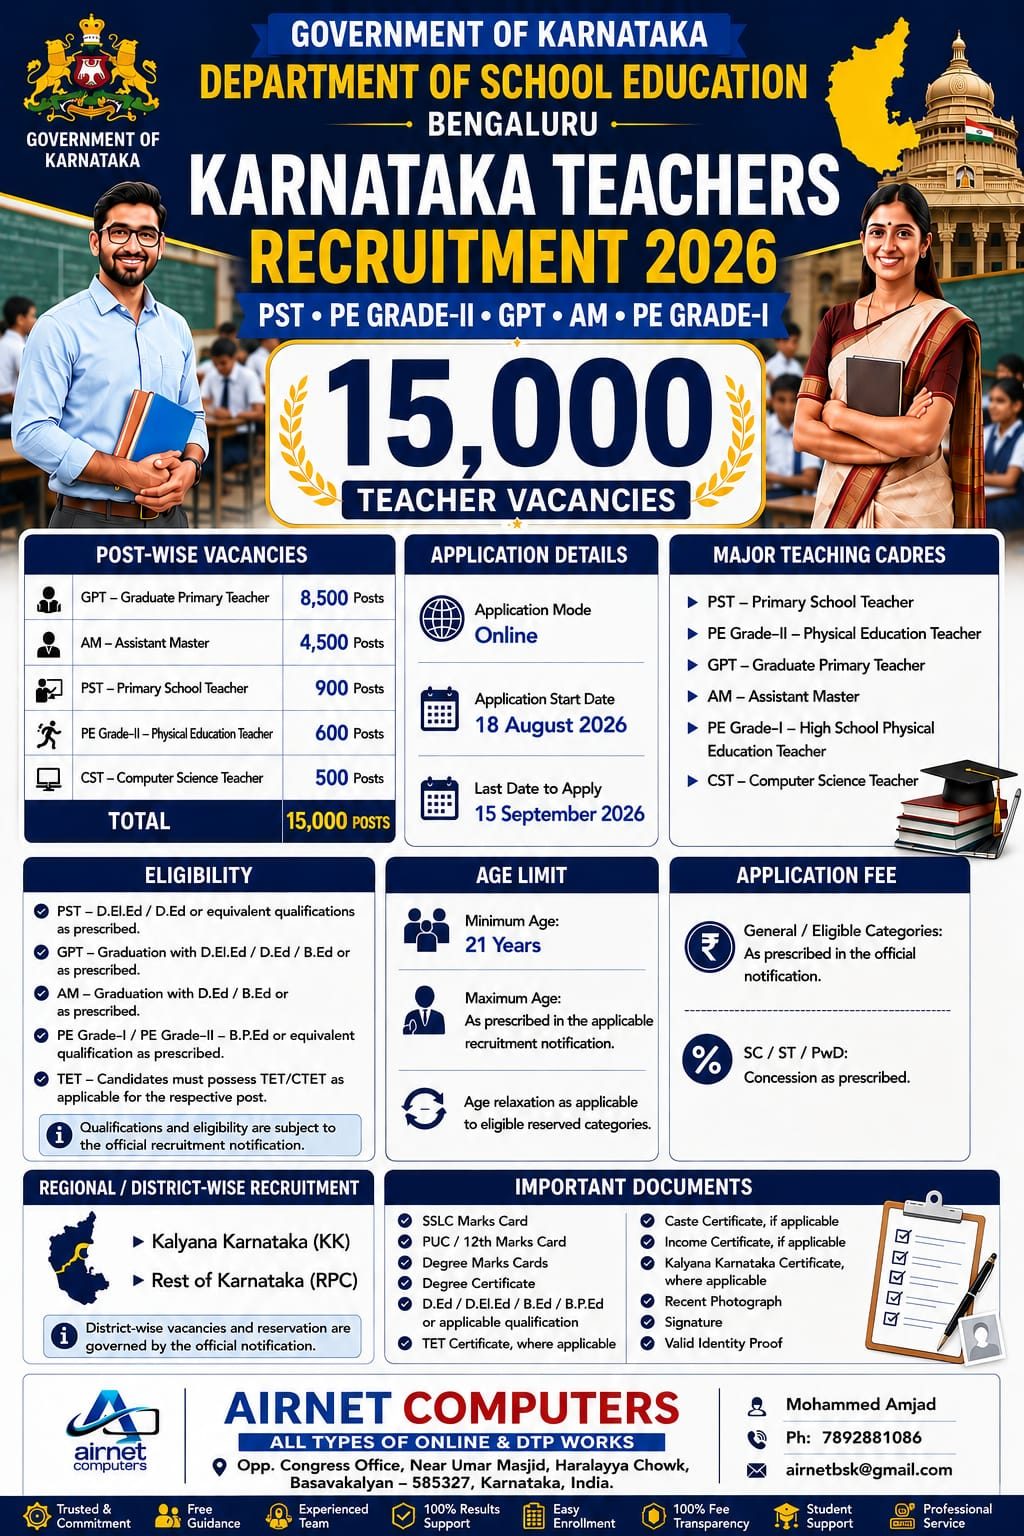 GOVERNMENT OF KARNATAKA
DEPARTMENT OF SCHOOL EDUCATION
BENGALURU
GOVERNMENT OF
KARNATAKA
KARNATAKA TEACHERS
RECRUITMENT 2026
PST • PE GRADE-II • GPT • AM • PE GRADE-I
15,000
TEACHER VACANCIES
POST-WISE VACANCIES
GPT – Graduate Primary Teacher 8,500 Posts
AM – Assistant Master 4,500 Posts
PST – Primary School Teacher 900 Posts
PE Grade-II – Physical Education Teacher 600 Posts
CST – Computer Science Teacher 500 Posts
TOTAL 15,000 POSTS
APPLICATION DETAILS
Application Mode
Online
Application Start Date
18 August 2026
Last Date to Apply
15 September 2026
MAJOR TEACHING CADRES
PST – Primary School Teacher
PE Grade-II – Physical Education Teacher
GPT – Graduate Primary Teacher
AM – Assistant Master
PE Grade-I – High School Physical
Education Teacher
CST – Computer Science Teacher
ELIGIBILITY
PST – D.El.Ed / D.Ed or equivalent qualifications
as prescribed.
GPT – Graduation with D.El.Ed / D.Ed / B.Ed or
as prescribed.
AM – Graduation with D.Ed / B.Ed or
as prescribed.
PE Grade-I / PE Grade-II – B.P.Ed or equivalent
qualification as prescribed.
TET – Candidates must possess TET/CTET as
applicable for the respective post.
Qualifications and eligibility are subject to
the official recruitment notification.
AGE LIMIT
Minimum Age:
21 Years
Maximum Age:
As prescribed in the applicable
recruitment notification.
Age relaxation as applicable
to eligible reserved categories.
APPLICATION FEE
General / Eligible Categories:
As prescribed in the official
notification.
SC / ST / PwD:
Concession as prescribed.
REGIONAL / DISTRICT-WISE RECRUITMENT
Kalyana Karnataka (KK)
Rest of Karnataka (RPC)
District-wise vacancies and reservation are
governed by the official notification.
IMPORTANT DOCUMENTS
SSLC Marks Card
PUC / 12th Marks Card
Degree Marks Cards
Degree Certificate
D.Ed / D.El.Ed / B.Ed / B.P.Ed
or applicable qualification
TET Certificate, where applicable
Caste Certificate, if applicable
Income Certificate, if applicable
Kalyana Karnataka Certificate,
where applicable
Recent Photograph
Signature
Valid Identity Proof
airnet
computers
AIRNET COMPUTERS
ALL TYPES OF ONLINE & DTP WORKS
Opp. Congress Office, Near Umar Masjid, Haralayya Chowk,
Basavakalyan – 585327, Karnataka, India.
Mohammed Amjad
Ph: 7892881086
airnetbsk@gmail.com
Trusted &
Commitment
Free
Guidance
Experienced
Team
100% Results
Support
Easy
Enrollment
100% Fee
Transparency
Student
Support
Professional
Service